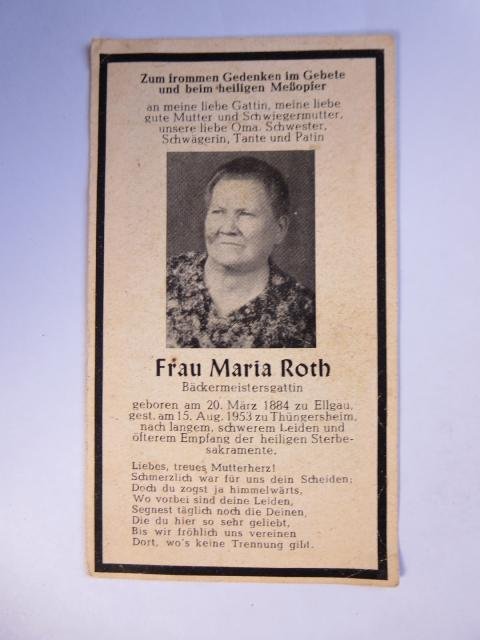 Zum frommen Gedenken im Gebete
und beim heiligen Meßopfer
an meine liebe Gattin, meine liebe
gute Mutter und Schwiegermutter,
unsere liebe Oma, Schwester,
Schwägerin, Tante und Patin
Frau Maria Roth
Bäckermeistersgattin
geboren am 20. März 1884 zu Ellgau,
gest. am 15. Aug. 1953 zu Thüngersheim,
nach langem, schwerem Leiden und
öfterem Empfang der heiligen Sterbe-
sakramente.
Liebes, treues Mutterherz!
Schmerzlich war für uns dein Scheiden;
Doch du zogst ja himmelwärts,
Wo vorbei sind deine Leiden,
Segnest täglich noch die Deinen,
Die du hier so sehr geliebt,
Bis wir fröhlich uns vereinen
Dort, wo's keine Trennung gibt.